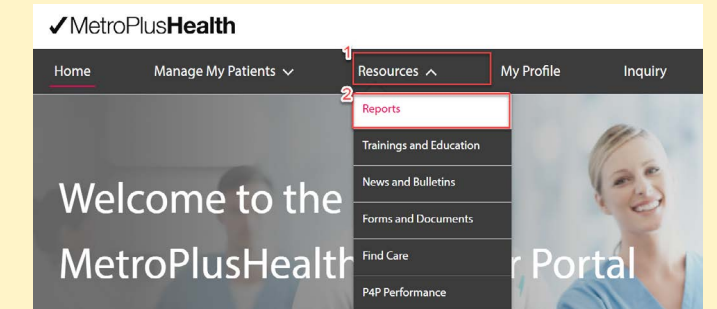 ✓MetroPlusHealth
1
Home Manage My Patients Resources My Profile Inquiry
2
Reports
Trainings and Education
News and Bulletins
Forms and Documents
Find Care
P4P Performance
Welcome to the
MetroPlusHealth r Portal